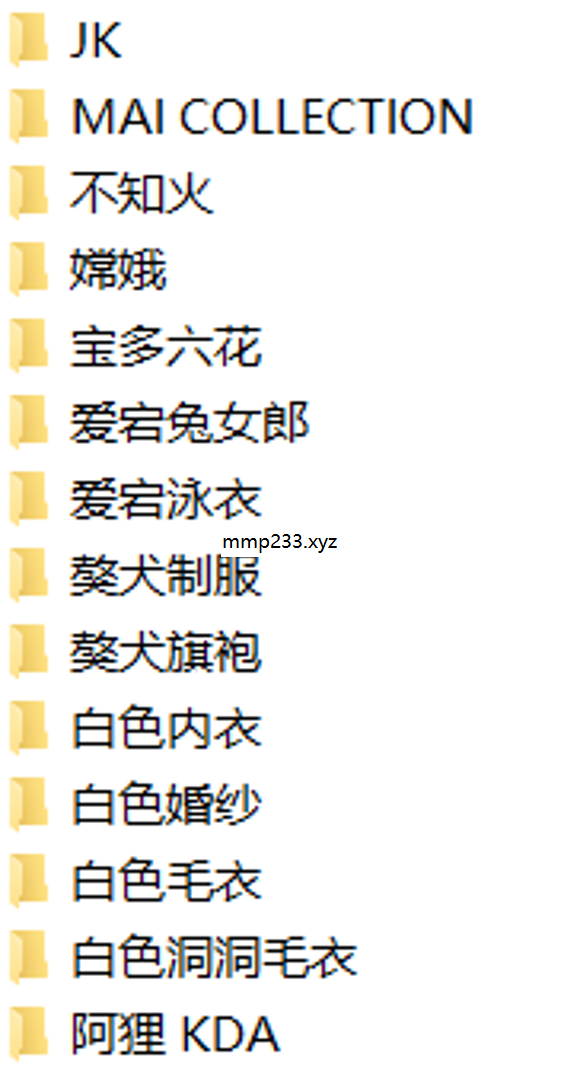 JK
MAI COLLECTION
不知火
嫦娥
宝多六花
爱宕兔女郎
爱宕泳衣
mmp233.xyz
獒犬制服
獒犬旗袍
白色内衣
白色婚纱
白色毛衣
白色洞洞毛衣
阿狸 KDA